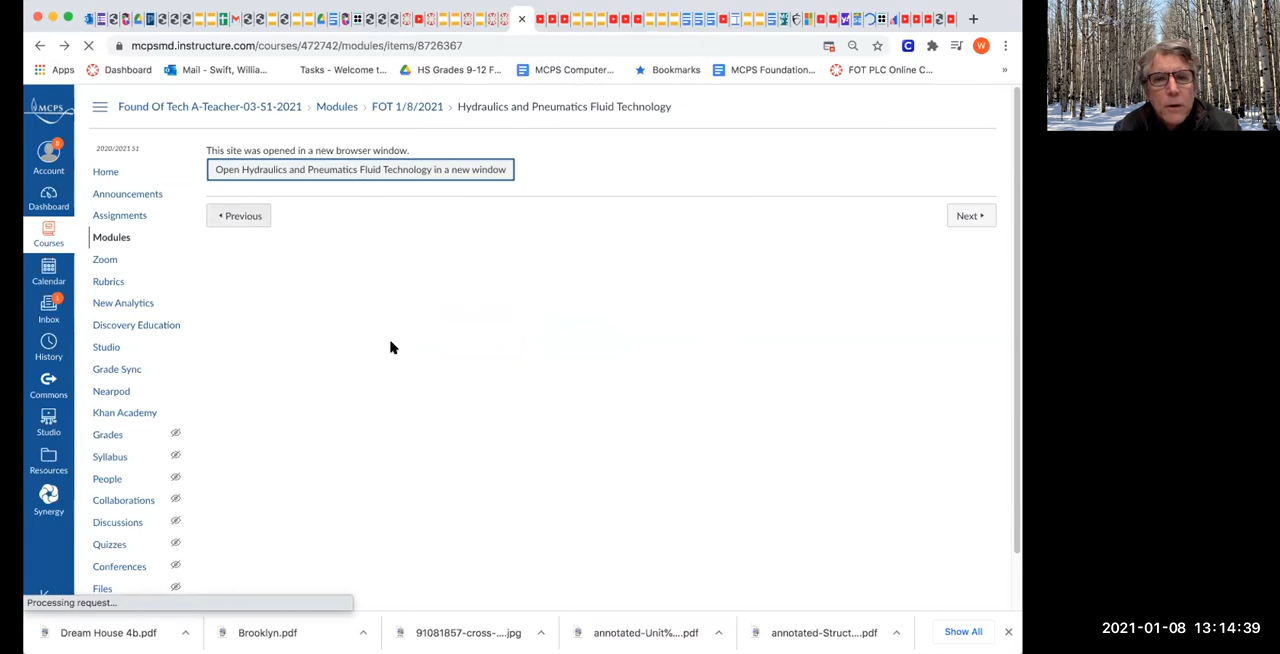 mcpsmd.instructure.com/courses/472742/modules/items/8726367
Apps
Dashboard
Mail - Swift, Willia...
Tasks - Welcome t...
HS Grades 9-12 F...
MCPS Computer...
Bookmarks
MCPS Foundation...
FOT PLC Online C...
»
MCPS
Found Of Tech A-Teacher-03-S1-2021 › Modules › FOT 1/8/2021 › Hydraulics and Pneumatics Fluid Technology
8
Account
Dashboard
Courses
Calendar
1
Inbox
History
Commons
Studio
Resources
Synergy
2020/2021 S1
Home
Announcements
Assignments
Modules
Zoom
Rubrics
New Analytics
Discovery Education
Studio
Grade Sync
Nearpod
Khan Academy
Grades
Syllabus
People
Collaborations
Discussions
Quizzes
Conferences
Files
This site was opened in a new browser window.
Open Hydraulics and Pneumatics Fluid Technology in a new window
Previous
Next
Processing request...
Dream House 4b.pdf
Brooklyn.pdf
91081857-cross-....jpg
annotated-Unit%....pdf
annotated-Struct....pdf
Show All
2021-01-08 13:14:39